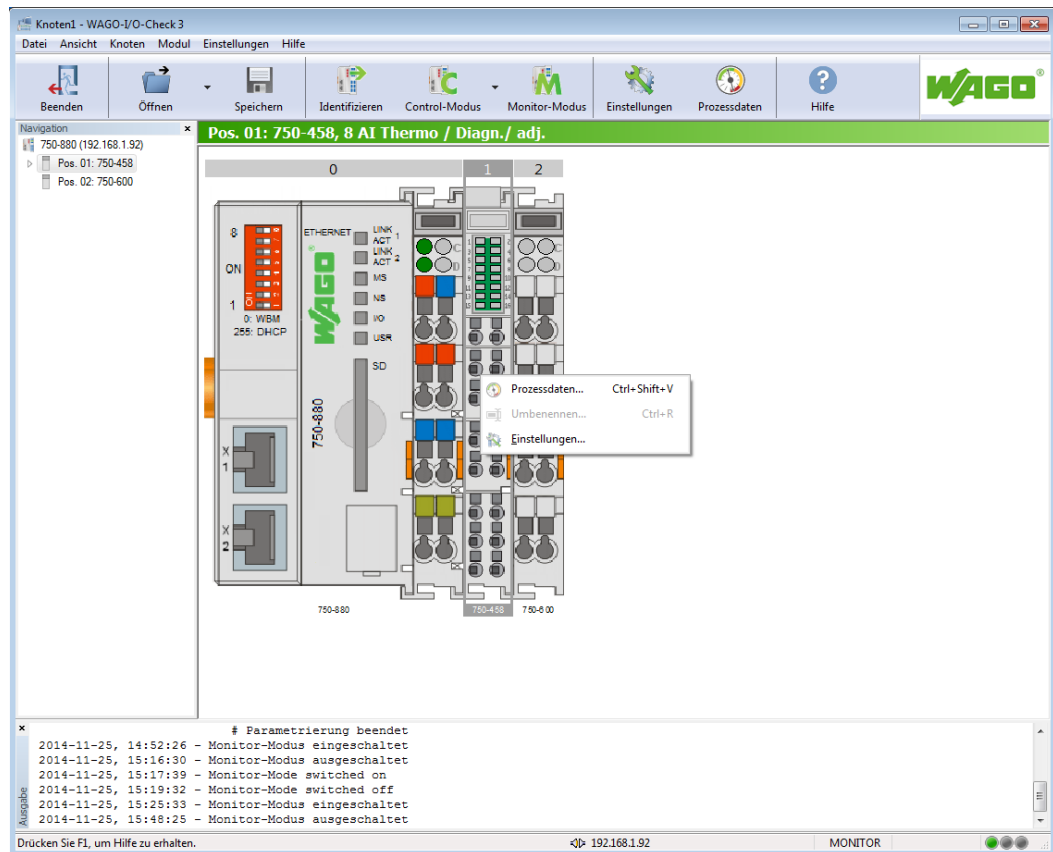 Knoten1 - WAGO-I/O-Check 3
Datei Ansicht Knoten Modul Einstellungen Hilfe
Beenden Öffnen Speichern Identifizieren Control-Modus Monitor-Modus Einstellungen Prozessdaten Hilfe
WAGO®
Navigation
750-880 (192.168.1.92)
Pos. 01: 750-458
Pos. 02: 750-600
Pos. 01: 750-458, 8 AI Thermo / Diagn./ adj.
0 1 2
8
ON
1
0: WBM
255: DHCP
ETHERNET
LINK ACT 1
LINK ACT 2
MS
NS
I/O
USR
SD
WAGO
750-880
X 1
X 2
C
D
C
D
750-880 750-458 750-600
Prozessdaten... Ctrl+Shift+V
Umbenennen... Ctrl+R
Einstellungen...
# Parametrierung beendet
2014-11-25, 14:52:26 - Monitor-Modus eingeschaltet
2014-11-25, 15:16:30 - Monitor-Modus ausgeschaltet
2014-11-25, 15:17:39 - Monitor-Mode switched on
2014-11-25, 15:19:32 - Monitor-Mode switched off
2014-11-25, 15:25:33 - Monitor-Modus eingeschaltet
2014-11-25, 15:48:25 - Monitor-Modus ausgeschaltet
Ausgabe
Drücken Sie F1, um Hilfe zu erhalten. 192.168.1.92 MONITOR